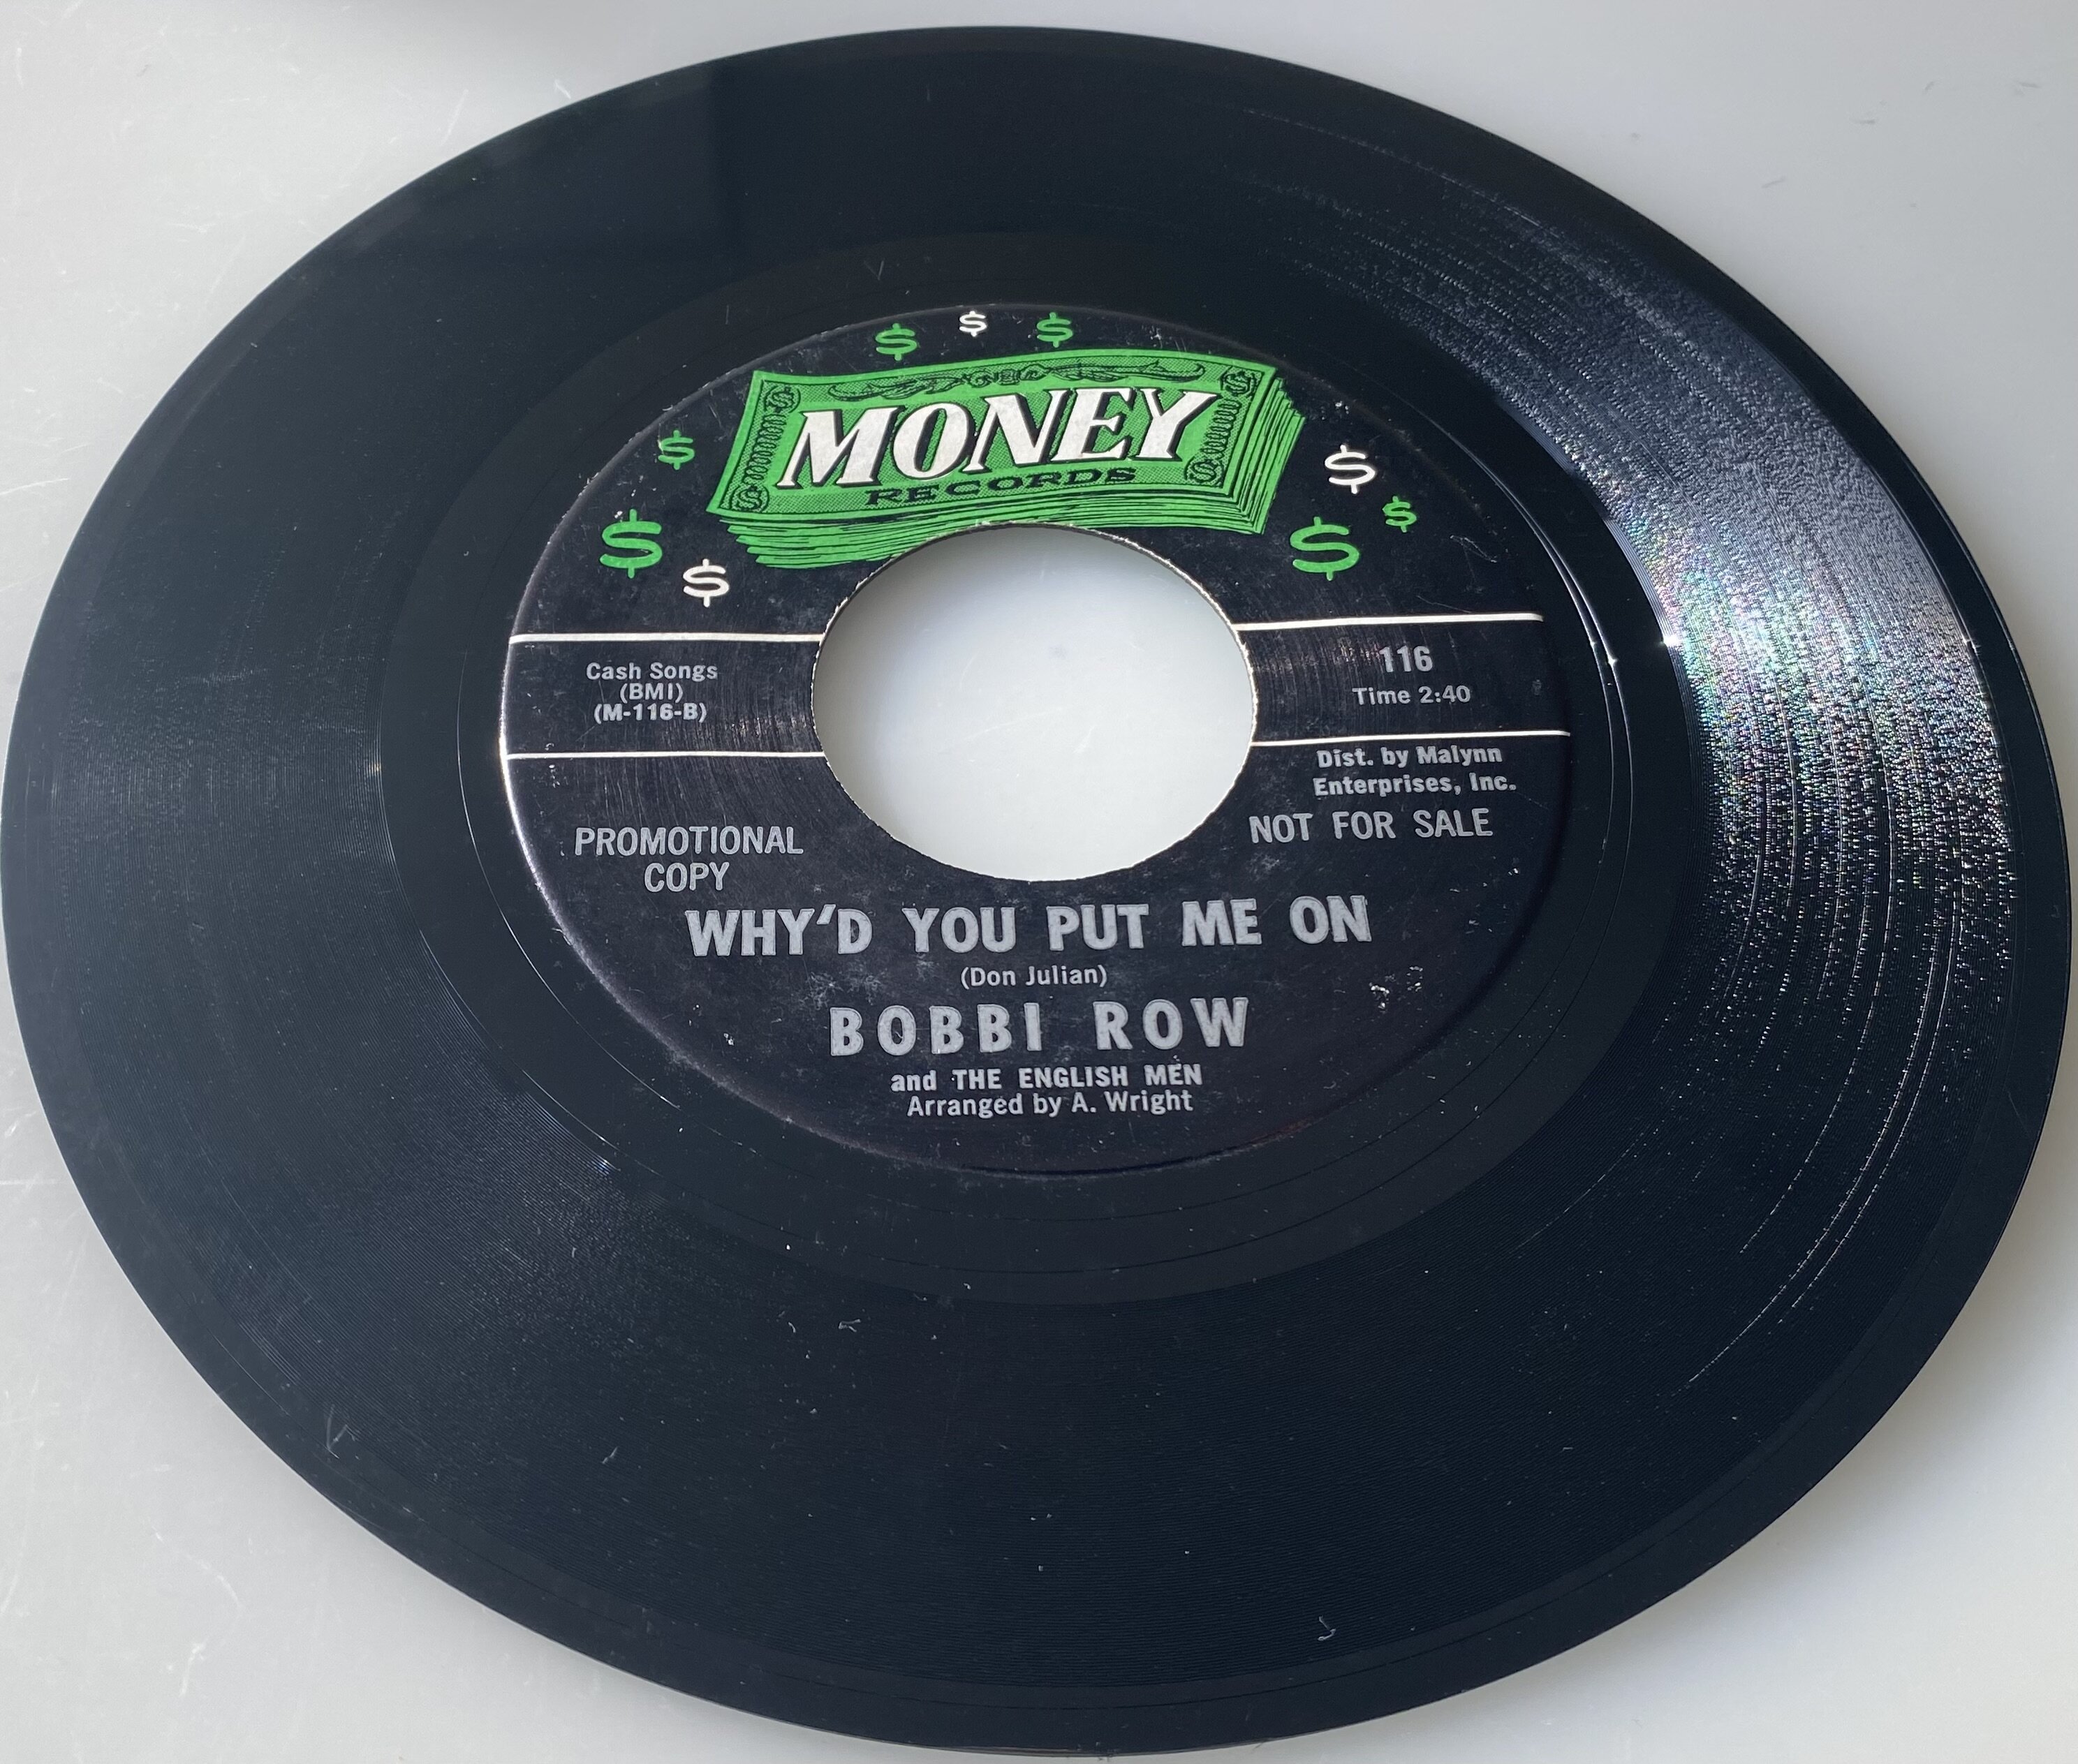 $ $ $
MONEY
RECORDS
$ $ $
$ $ $
Cash Songs
(BMI)
(M-116-B)
116
Time 2:40
Dist. by Malynn
Enterprises, Inc.
PROMOTIONAL
COPY
NOT FOR SALE
WHY'D YOU PUT ME ON
(Don Julian)
BOBBI ROW
and THE ENGLISH MEN
Arranged by A. Wright